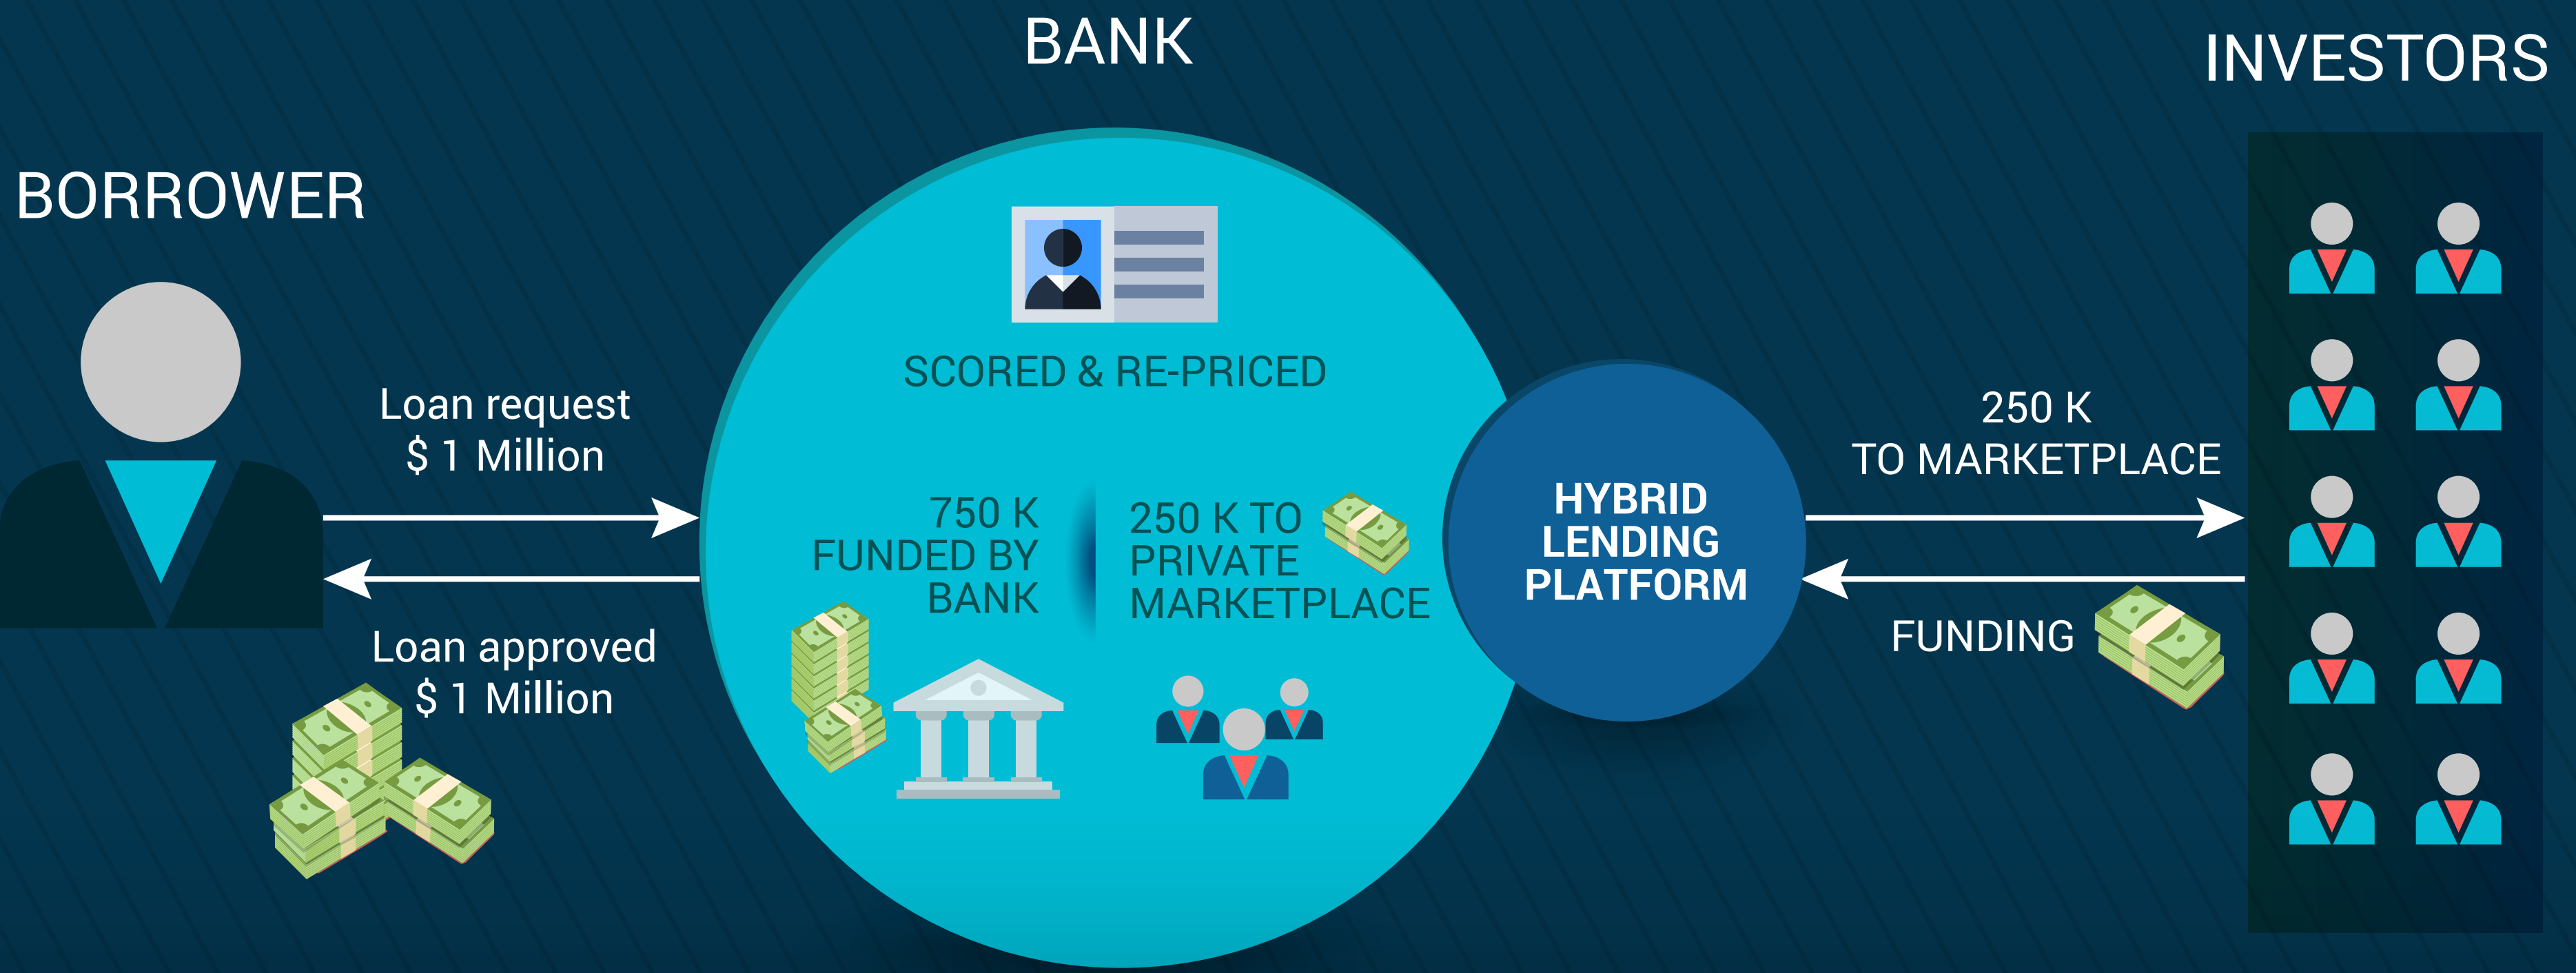 BANK
INVESTORS
BORROWER
Loan request
$ 1 Million
Loan approved
$ 1 Million
SCORED & RE-PRICED
750 K
FUNDED BY
BANK
250 K TO
PRIVATE
MARKETPLACE
HYBRID
LENDING
PLATFORM
250 K
TO MARKETPLACE
FUNDING